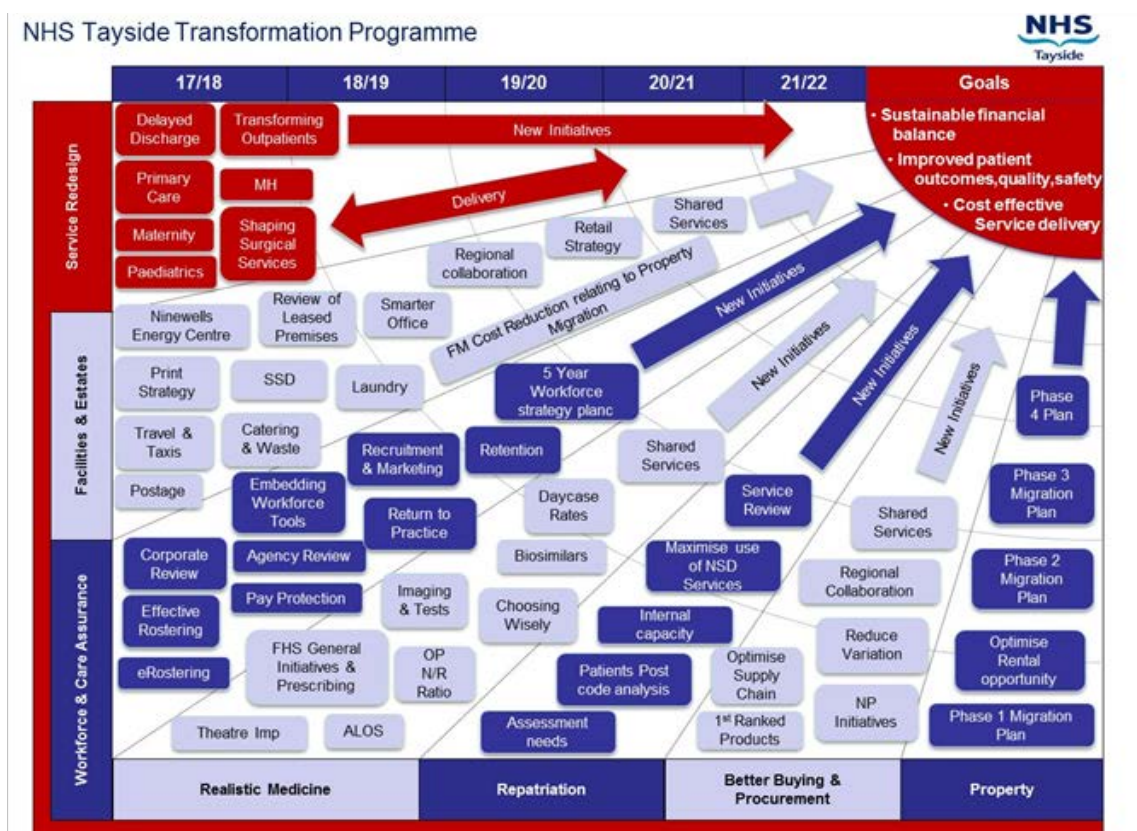 NHS Tayside Transformation Programme
NHS
Tayside
17/18
18/19
19/20
20/21
21/22
Goals
• Sustainable financial
balance
• Improved patient
outcomes,quality,safety
• Cost effective
Service delivery
Service Redesign
Delayed
Discharge
Transforming
Outpatients
New Initiatives
Primary
Care
MH
Delivery
Maternity
Shaping
Surgical
Services
Paediatrics
Regional
collaboration
Retail
Strategy
Shared
Services
Facilities & Estates
Ninewells
Energy Centre
Review of
Leased
Premises
Smarter
Office
FM Cost Reduction relating to Property
Migration
New Initiatives
Print
Strategy
SSD
Laundry
5 Year
Workforce
strategy planc
New Initiatives
New Initiatives
New Initiatives
Phase
4 Plan
Travel &
Taxis
Catering
& Waste
Recruitment
& Marketing
Retention
Shared
Services
Phase 3
Migration
Plan
Postage
Embedding
Workforce
Tools
Return to
Practice
Daycase
Rates
Service
Review
Shared
Services
Workforce & Care Assurance
Corporate
Review
Agency Review
Biosimilars
Maximise use
of NSD
Services
Regional
Collaboration
Phase 2
Migration
Plan
Effective
Rostering
Pay Protection
Imaging
& Tests
Choosing
Wisely
Internal
capacity
Reduce
Variation
Optimise
Rental
opportunity
eRostering
FHS General
Initiatives &
Prescribing
OP
N/R
Ratio
Patients Post
code analysis
Optimise
Supply
Chain
NP
Initiatives
Theatre Imp
ALOS
Assessment
needs
1st Ranked
Products
Phase 1 Migration
Plan
Realistic Medicine
Repatriation
Better Buying &
Procurement
Property